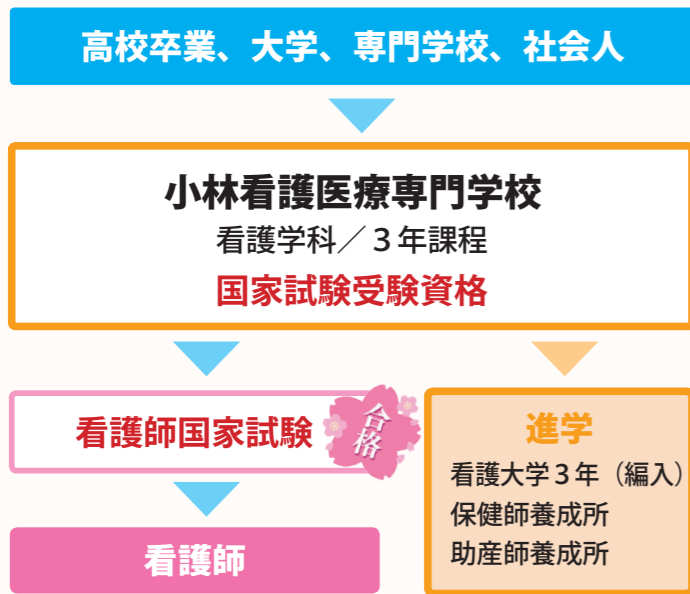 高校卒業、大学、専門学校、社会人
小林看護医療専門学校
看護学科／３年課程
国家試験受験資格
看護師国家試験
合格
看護師
進学
看護大学３年（編入）
保健師養成所
助産師養成所